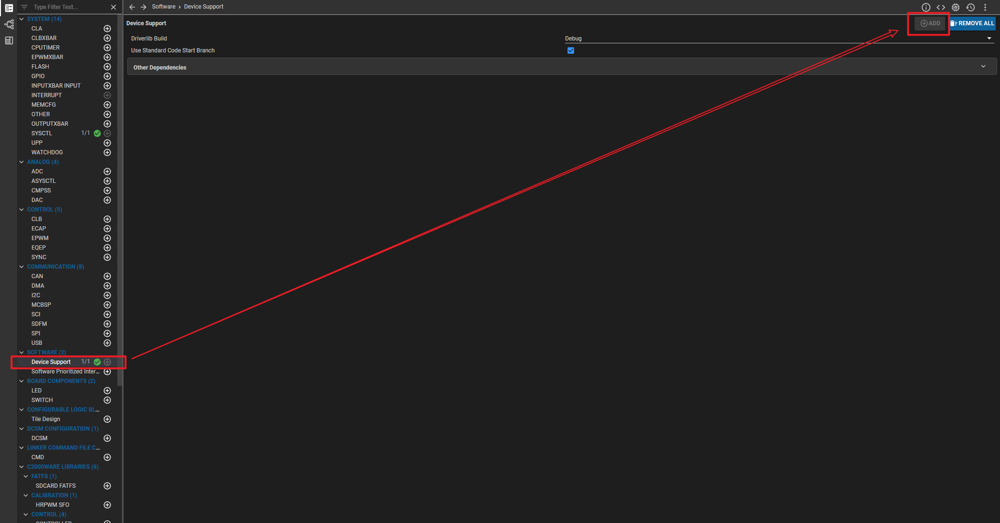 Type Filter Text...
SYSTEM (14)
CLA
CLBXBAR
CPUTIMER
EPWMXBAR
FLASH
GPIO
INPUTXBAR INPUT
INTERRUPT
MEMCFG
OTHER
OUTPUTXBAR
SYSCTL 1/1
UPP
WATCHDOG
ANALOG (4)
ADC
ASYSCTL
CMPSS
DAC
CONTROL (5)
CLB
ECAP
EPWM
EQEP
SYNC
COMMUNICATION (8)
CAN
DMA
I2C
MCBSP
SCI
SDFM
SPI
USB
SOFTWARE (2)
Device Support 1/1
Software Prioritized Inter...
BOARD COMPONENTS (2)
LED
SWITCH
CONFIGURABLE LOGIC BL...
Tile Design
DCSM CONFIGURATION (1)
DCSM
LINKER COMMAND FILE C...
CMD
C2000WARE LIBRARIES (6)
FATFS (1)
SDCARD FATFS
CALIBRATION (1)
HRPWM SFO
CONTROL (4)
CONTROLLER
Software › Device Support
Device Support
ADD
REMOVE ALL
Driverlib Build Debug
Use Standard Code Start Branch
Other Dependencies